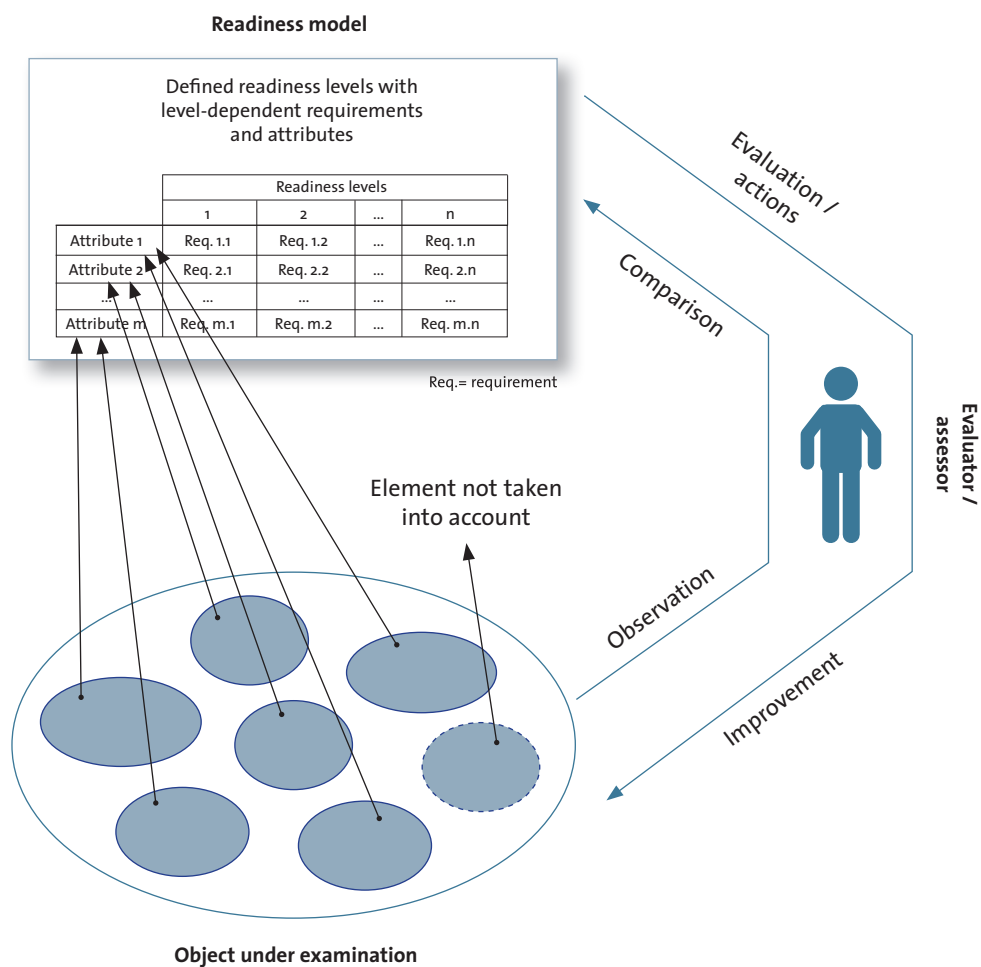 Readiness model
Defined readiness levels with
level-dependent requirements
and attributes
Readiness levels
1 2 ... n
Attribute 1 Req. 1.1 Req. 1.2 ... Req. 1.n
Attribute 2 Req. 2.1 Req. 2.2 ... Req. 2.n
... ... ... ... ...
Attribute m Req. m.1 Req. m.2 ... Req. m.n
Req.= requirement
Evaluation /
actions
Comparison
Evaluator /
assessor
Element not taken
into account
Observation
Improvement
Object under examination